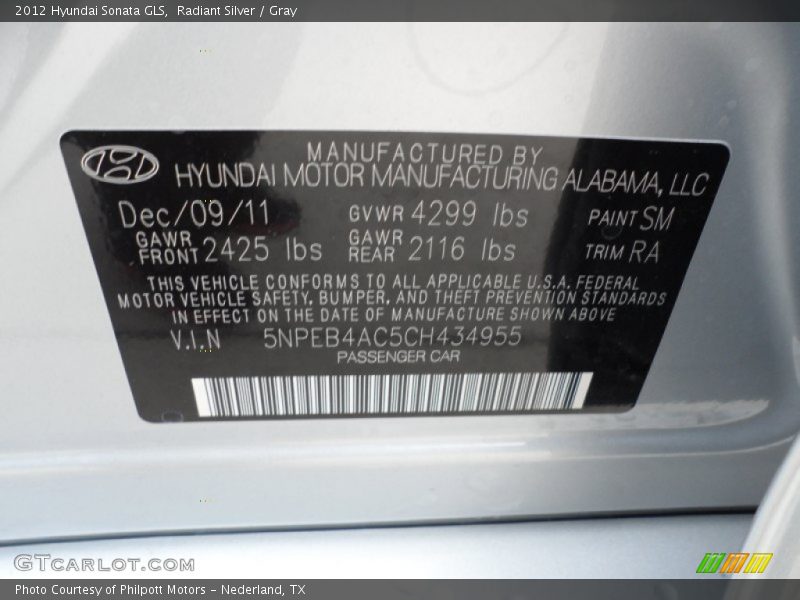 2012 Hyundai Sonata GLS, Radiant Silver / Gray
MANUFACTURED BY
HYUNDAI MOTOR MANUFACTURING ALABAMA, LLC
Dec/09/11 GVWR 4299 lbs PAINT SM
GAWR FRONT 2425 lbs GAWR REAR 2116 lbs TRIM RA
THIS VEHICLE CONFORMS TO ALL APPLICABLE U.S.A. FEDERAL
MOTOR VEHICLE SAFETY, BUMPER, AND THEFT PREVENTION STANDARDS
IN EFFECT ON THE DATE OF MANUFACTURE SHOWN ABOVE
V.I.N 5NPEB4AC5CH434955
PASSENGER CAR
GTCARLOT.COM
Photo Courtesy of Philpott Motors - Nederland, TX